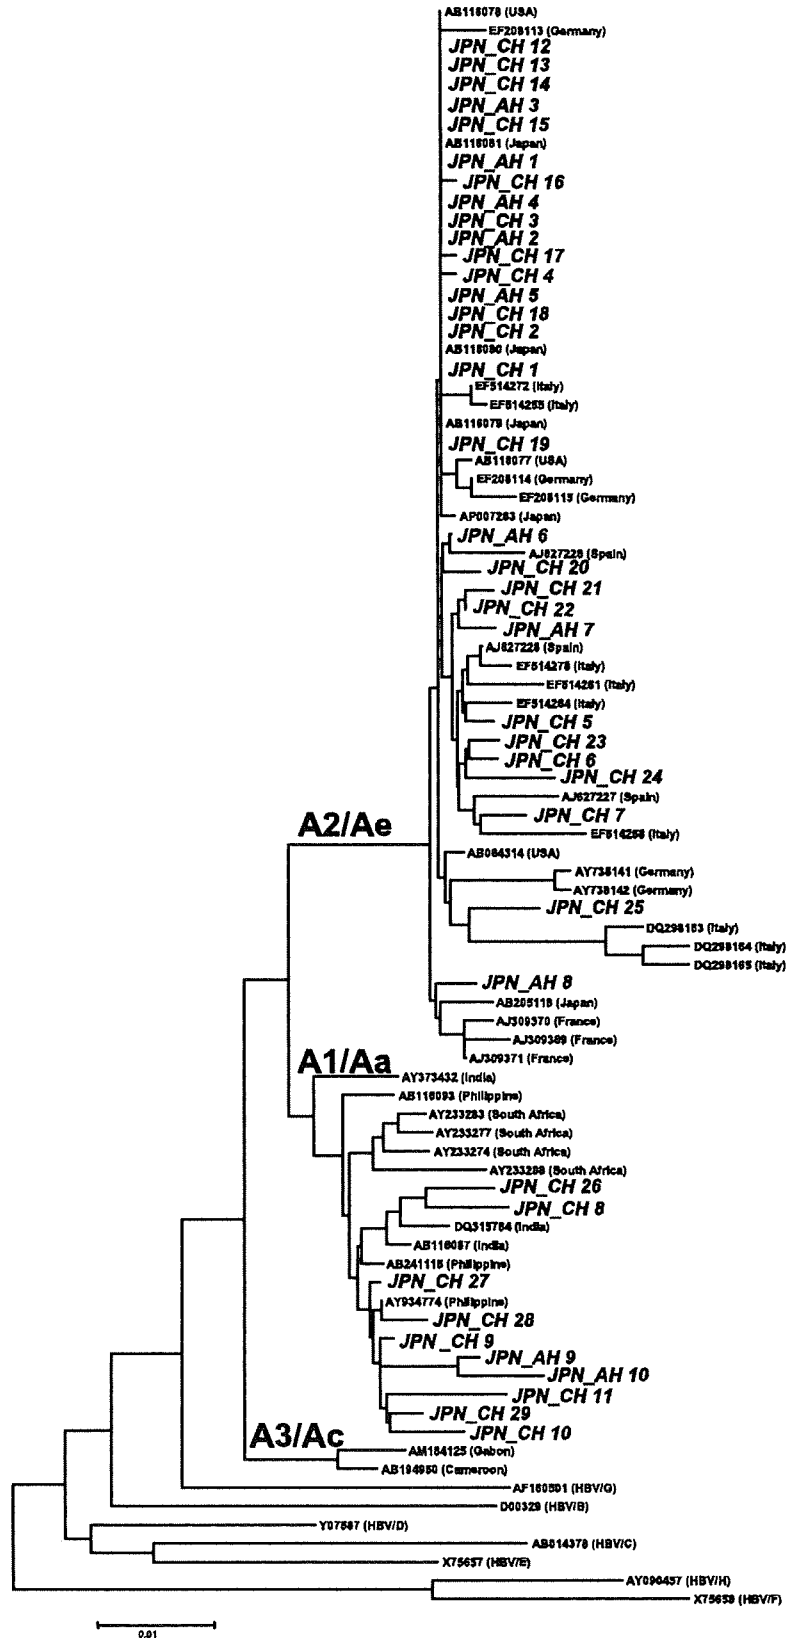 AB116078 (USA)
EF208113 (Germany)
JPN_CH 12
JPN_CH 13
JPN_CH 14
JPN_AH 3
JPN_CH 15
AB116081 (Japan)
JPN_AH 1
JPN_CH 16
JPN_AH 4
JPN_CH 3
JPN_AH 2
JPN_CH 17
JPN_CH 4
JPN_AH 5
JPN_CH 18
JPN_CH 2
AB116080 (Japan)
JPN_CH 1
EF514272 (Italy)
EF514255 (Italy)
AB116079 (Japan)
JPN_CH 19
AB116077 (USA)
EF208114 (Germany)
EF208115 (Germany)
AP007263 (Japan)
JPN_AH 6
(Spain)
JPN_CH 20
JPN_CH 21
JPN_CH 22
JPN_AH 7
(Spain)
(Italy)
(Italy)
(Italy)
JPN_CH 5
JPN_CH 23
JPN_CH 6
JPN_CH 24
AJ627227 (Spain)
JPN_CH 7
(Italy)
A2/Ae
AB064314 (USA)
AY738141 (Germany)
AY738142 (Germany)
JPN_CH 25
DQ298163 (Italy)
DQ298164 (Italy)
DQ298165 (Italy)
JPN_AH 8
AB205118 (Japan)
AJ309370 (France)
AJ309369 (France)
AJ309371 (France)
A1/Aa
AY373432 (India)
AB116093 (Philippine)
AY233283 (South Africa)
AY233277 (South Africa)
AY233274 (South Africa)
(South Africa)
JPN_CH 26
JPN_CH 8
DQ315784 (India)
AB116087 (India)
AB241115 (Philippine)
JPN_CH 27
AY934774 (Philippine)
JPN_CH 28
JPN_CH 9
JPN_AH 9
JPN_AH 10
JPN_CH 11
JPN_CH 29
JPN_CH 10
A3/Ac
AM184125 (Gabon)
AB194950 (Cameroon)
AF160501 (HBV/G)
D00329 (HBV/B)
Y07587 (HBV/D)
AB014378 (HBV/C)
X75657 (HBV/E)
AY090457 (HBV/H)
X75658 (HBV/F)
0.01